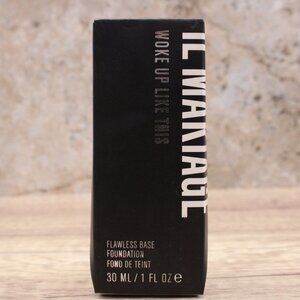 IL MAKIAGE
WOKE UP LIKE THIS
FLAWLESS BASE
FOUNDATION
FOND DE TEINT
30 ML / 1 FL OZ ℮